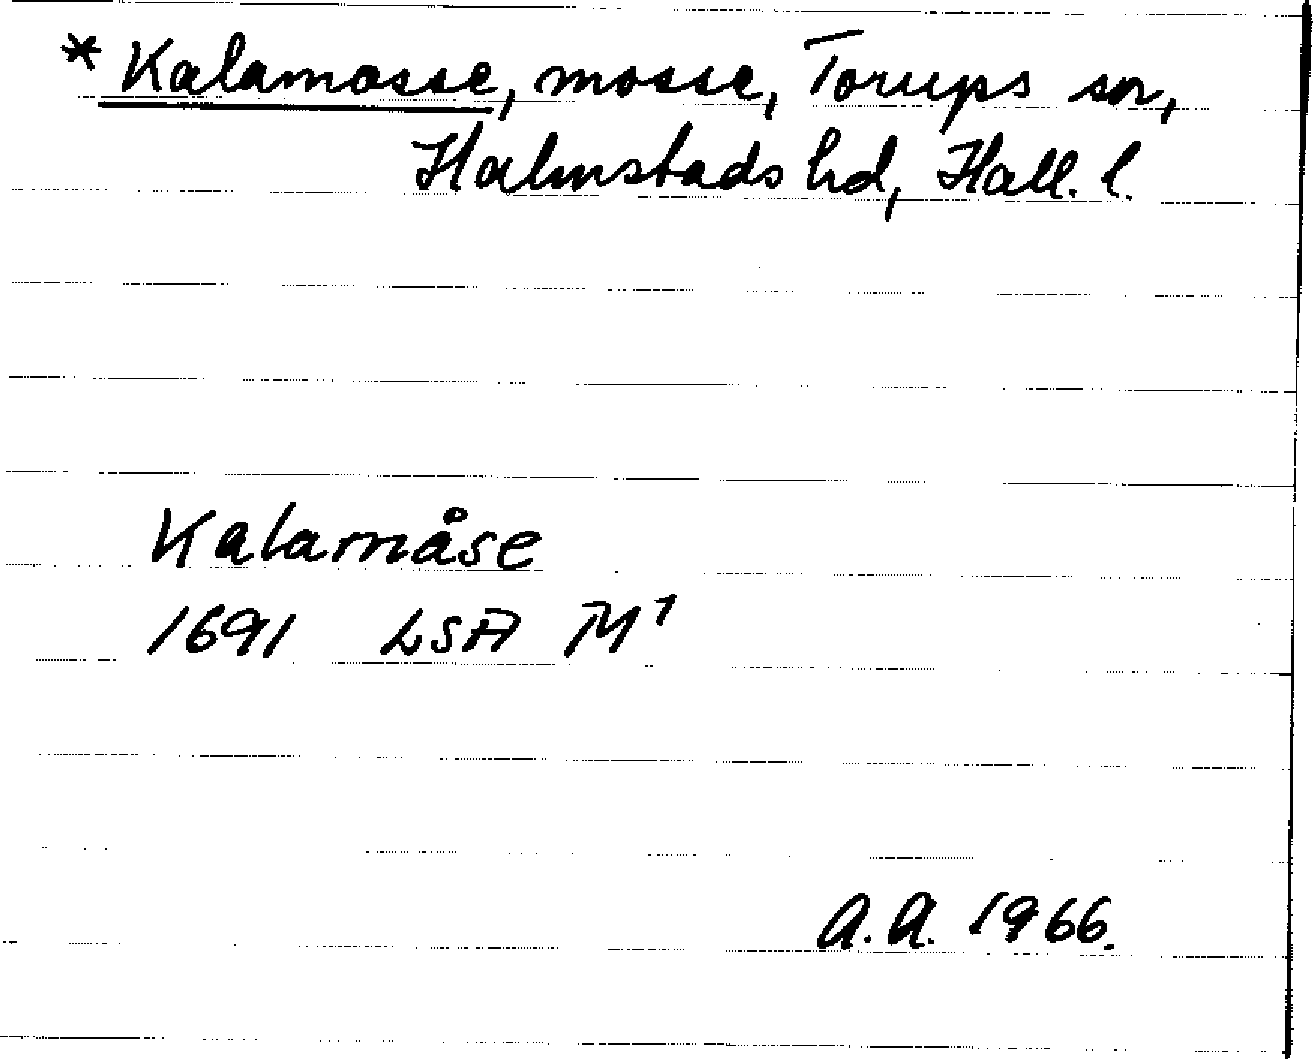 * Kalamosse, mosse, Torups sn,
Halmstads hd, Hall. l.
Kalamåse
1691 LSA M¹
A.A. 1966.